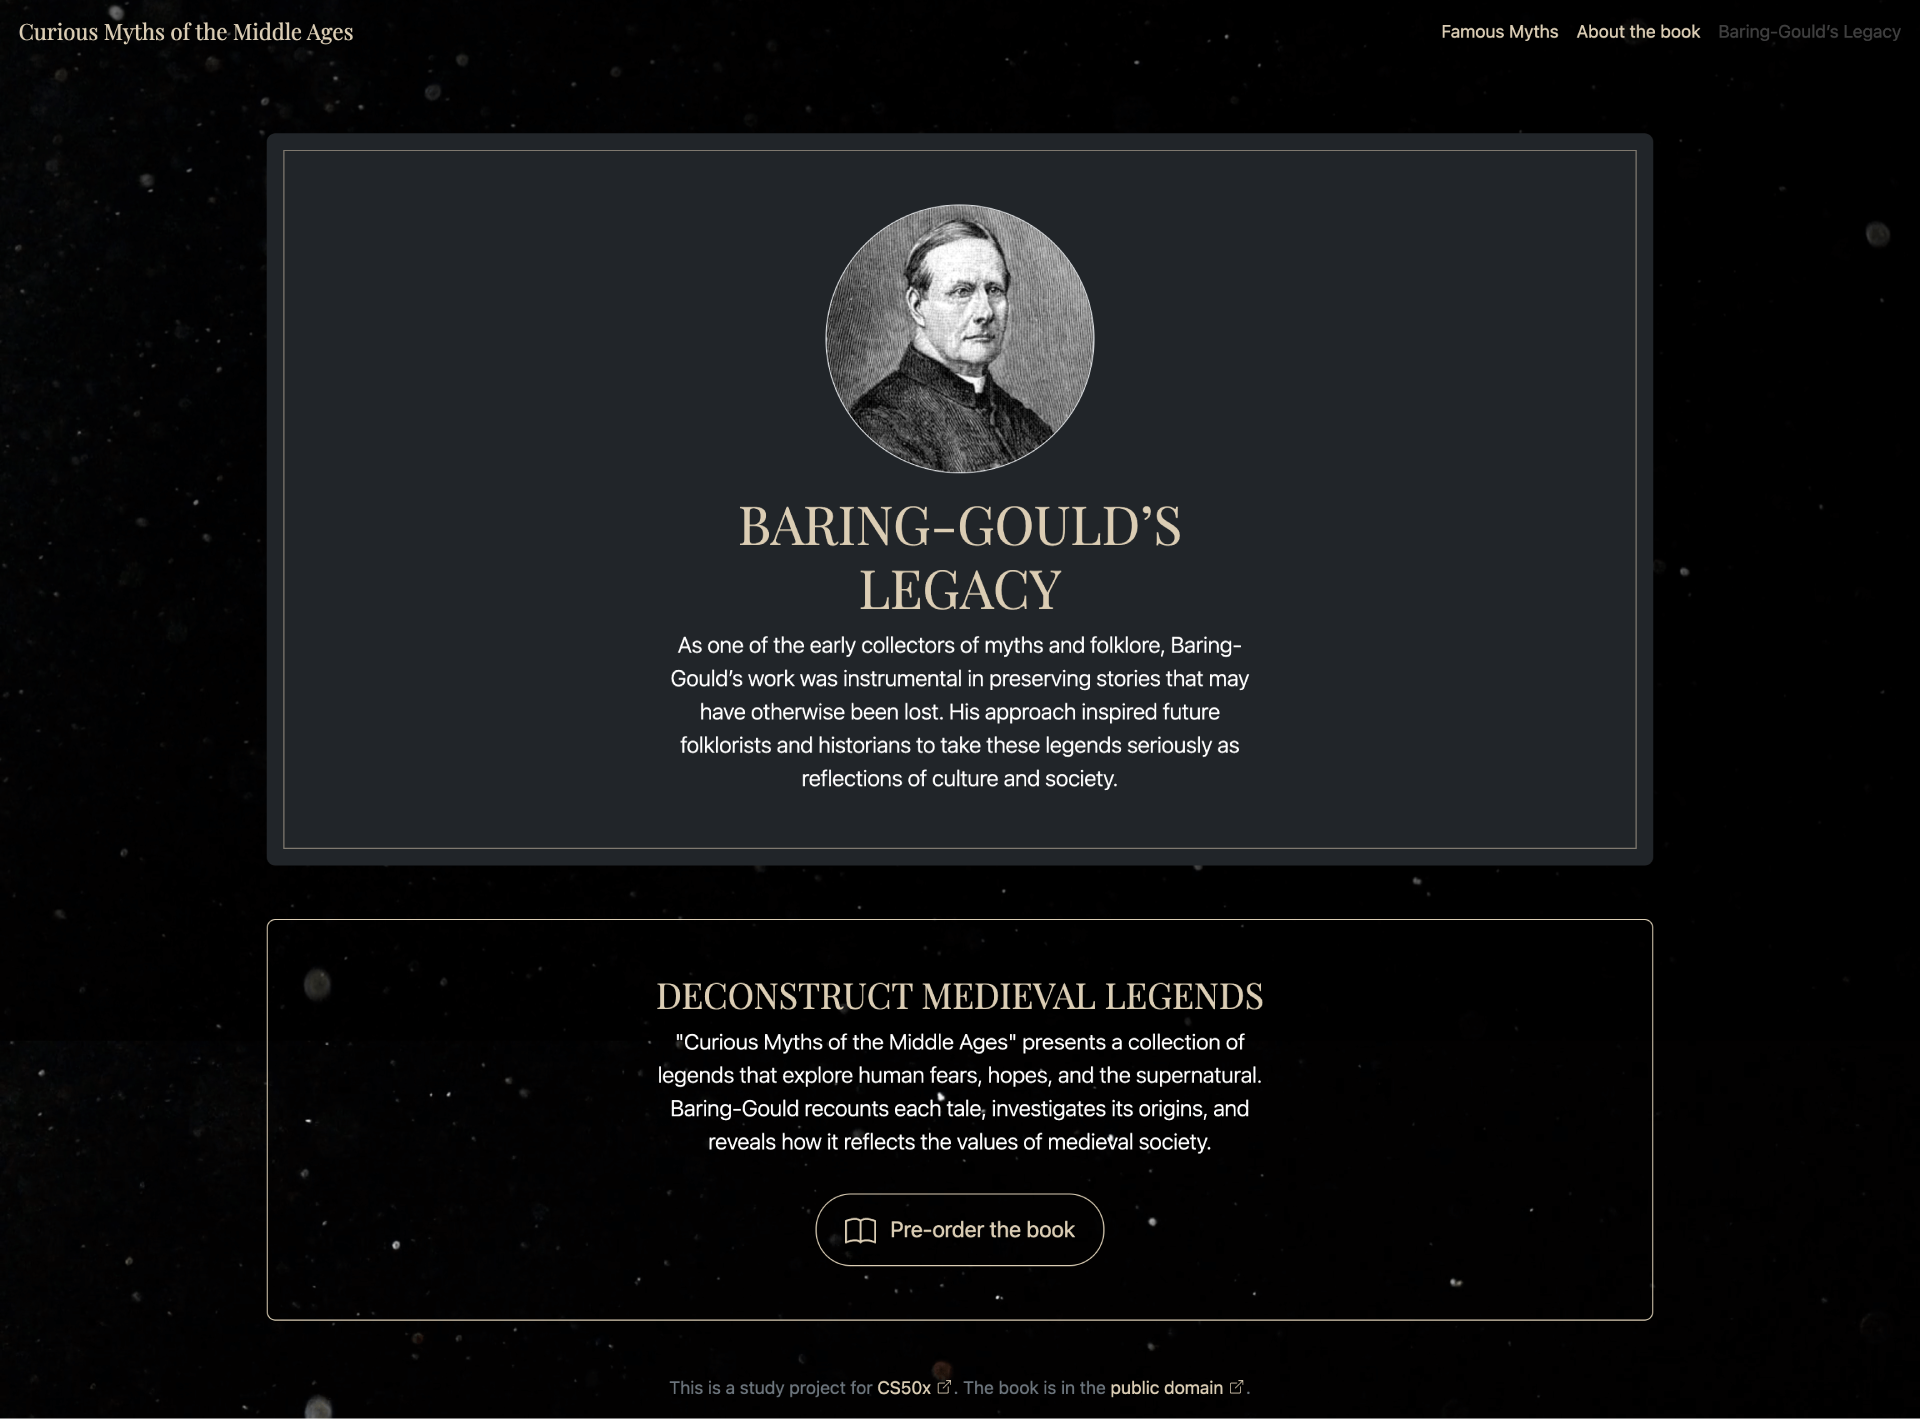 Curious Myths of the Middle Ages
Famous Myths
About the book
Baring-Gould’s Legacy
BARING-GOULD’S
LEGACY
As one of the early collectors of myths and folklore, Baring-
Gould’s work was instrumental in preserving stories that may
have otherwise been lost. His approach inspired future
folklorists and historians to take these legends seriously as
reflections of culture and society.
DECONSTRUCT MEDIEVAL LEGENDS
"Curious Myths of the Middle Ages" presents a collection of
legends that explore human fears, hopes, and the supernatural.
Baring-Gould recounts each tale, investigates its origins, and
reveals how it reflects the values of medieval society.
Pre-order the book
This is a study project for CS50x. The book is in the public domain.